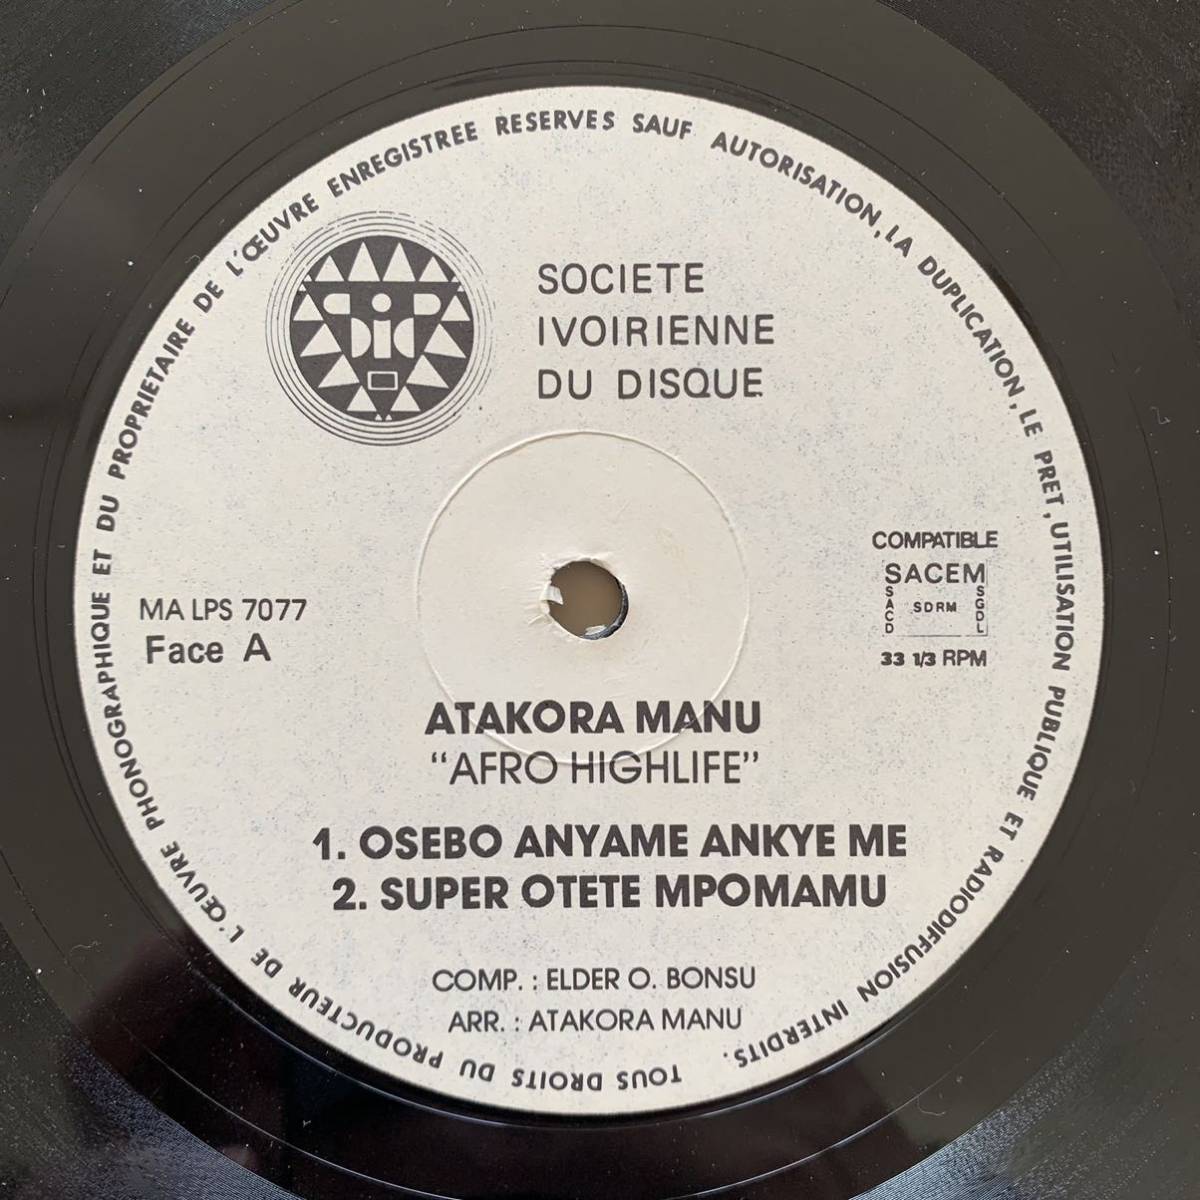 TOUS DROITS DU PRODUCTEUR DE L'ŒUVRE PHONOGRAPHIQUE ET DU PROPRIETAIRE DE L'ŒUVRE ENREGISTREE RESERVES SAUF AUTORISATION, LA DUPLICATION, LE PRET, UTILISATION PUBLIQUE ET RADIODIFFUSION INTERDITS.
SID
SOCIETE
IVOIRIENNE
DU DISQUE
COMPATIBLE
SACEM
SACD SDRM SGDL
33 1/3 RPM
MA LPS 7077
Face A
ATAKORA MANU
"AFRO HIGHLIFE"
1. OSEBO ANYAME ANKYE ME
2. SUPER OTETE MPOMAMU
COMP. : ELDER O. BONSU
ARR. : ATAKORA MANU